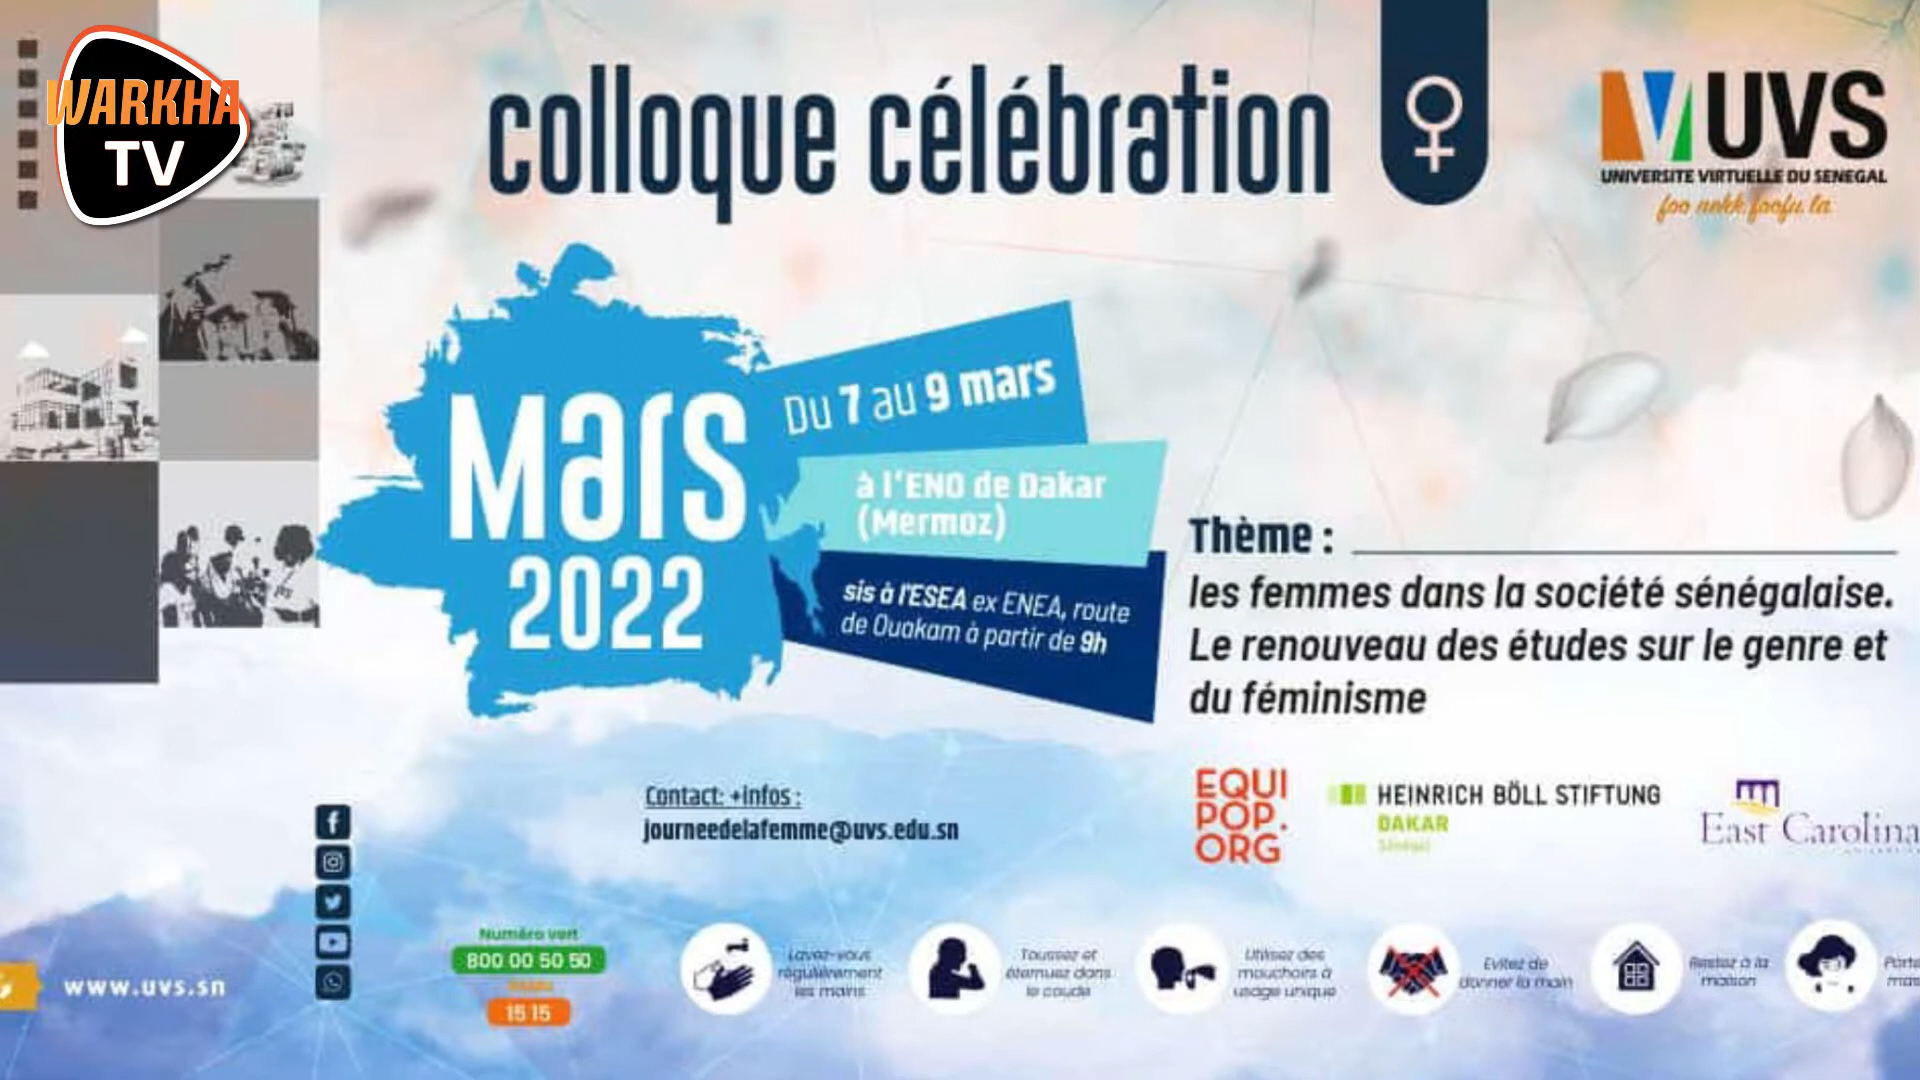 WARKHA
TV
colloque célébration
UVS
UNIVERSITE VIRTUELLE DU SENEGAL
foo nekk foofu la
Mars
2022
Du 7 au 9 mars
à l'ENO de Dakar
(Mermoz)
sis à l'ESEA ex ENEA, route
de Ouakam à partir de 9h
Thème :
les femmes dans la société sénégalaise.
Le renouveau des études sur le genre et
du féminisme
Contact: +infos :
journeedelafemme@uvs.edu.sn
EQUI
POP.
ORG
HEINRICH BÖLL STIFTUNG
DAKAR
Sénégal
East Carolina
www.uvs.sn
Numéro vert
800 00 50 50
15 15
Lavez-vous
régulièrement
les mains
Toussez et
éternuez dans
le coude
Utilisez des
mouchoirs à
usage unique
Evitez de
donner la main
Restez à la
maison
Porte
mas